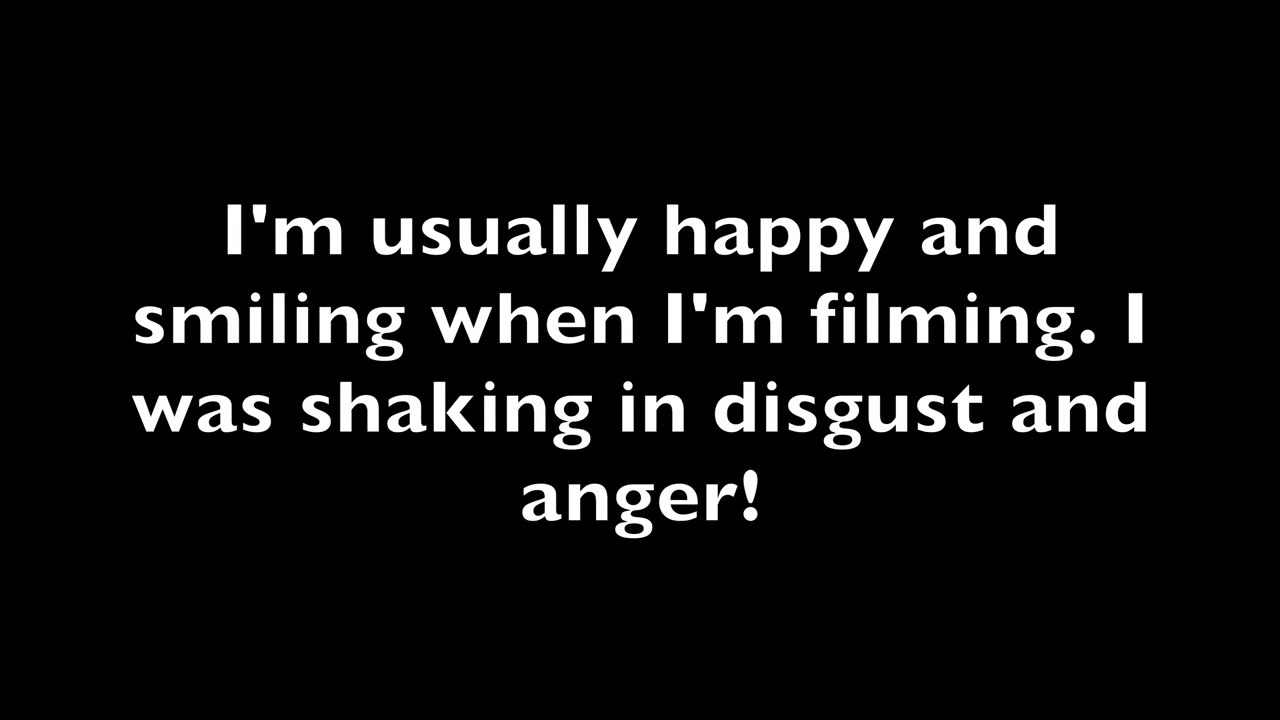 I'm usually happy and
smiling when I'm filming. I
was shaking in disgust and
anger!